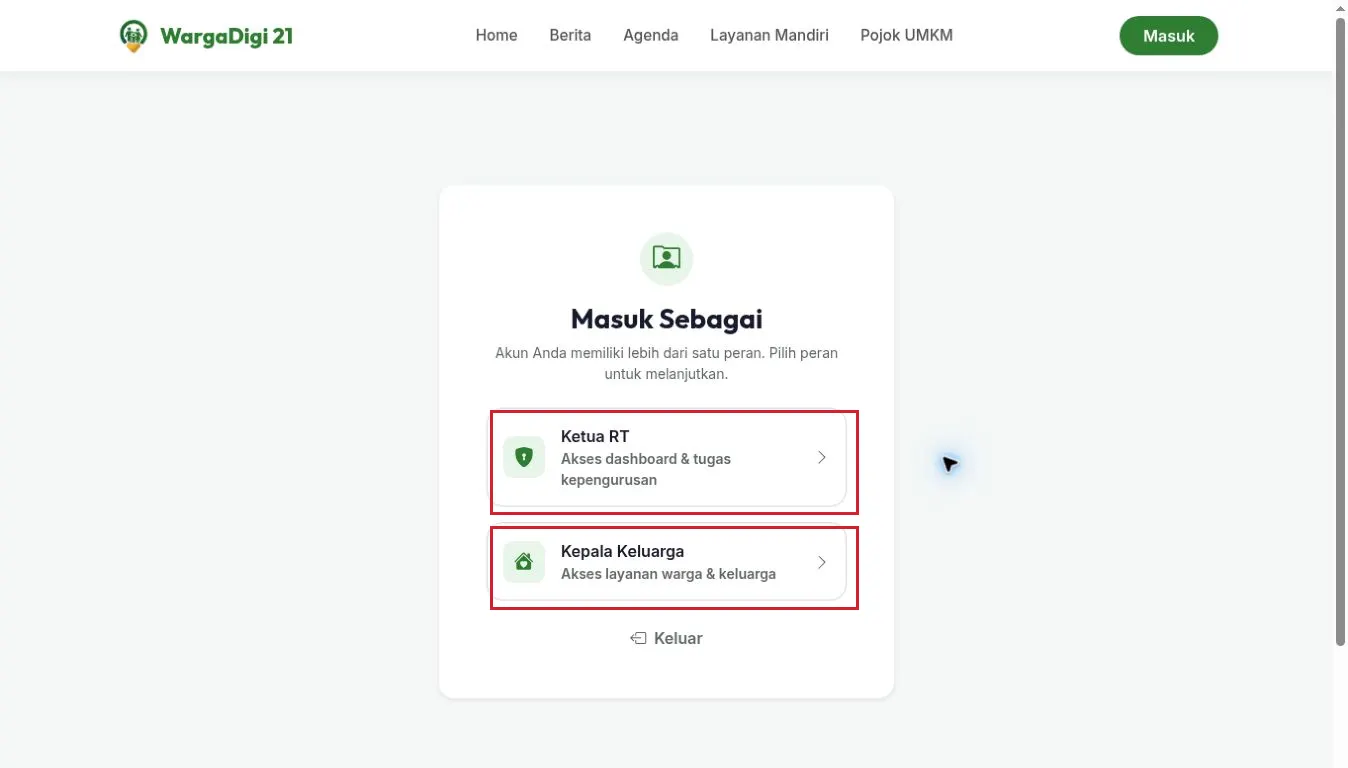 WargaDigi 21
Home
Berita
Agenda
Layanan Mandiri
Pojok UMKM
Masuk
Masuk Sebagai
Akun Anda memiliki lebih dari satu peran. Pilih peran
untuk melanjutkan.
Ketua RT
Akses dashboard & tugas
kepengurusan
Kepala Keluarga
Akses layanan warga & keluarga
Keluar